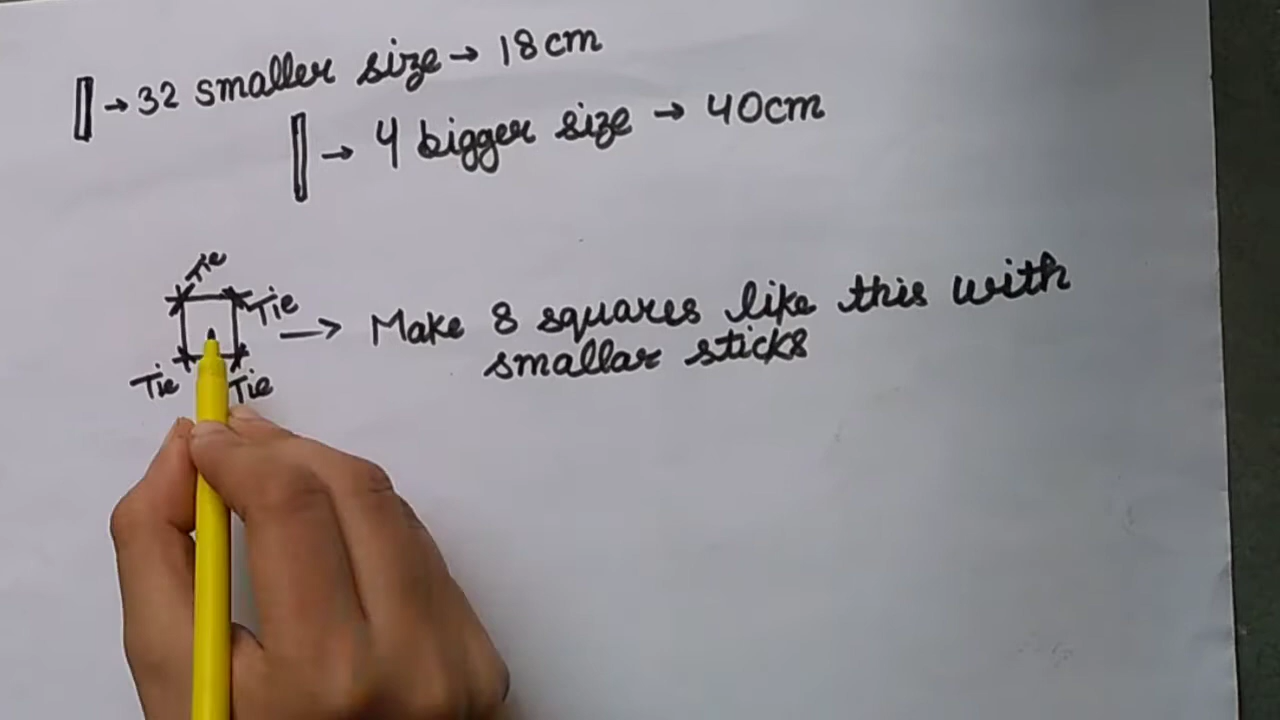 → 32 smaller size → 18cm
→ 4 bigger size → 40cm
Tie
Tie
→ Make 8 squares like this with
smallar sticks
Tie Tie